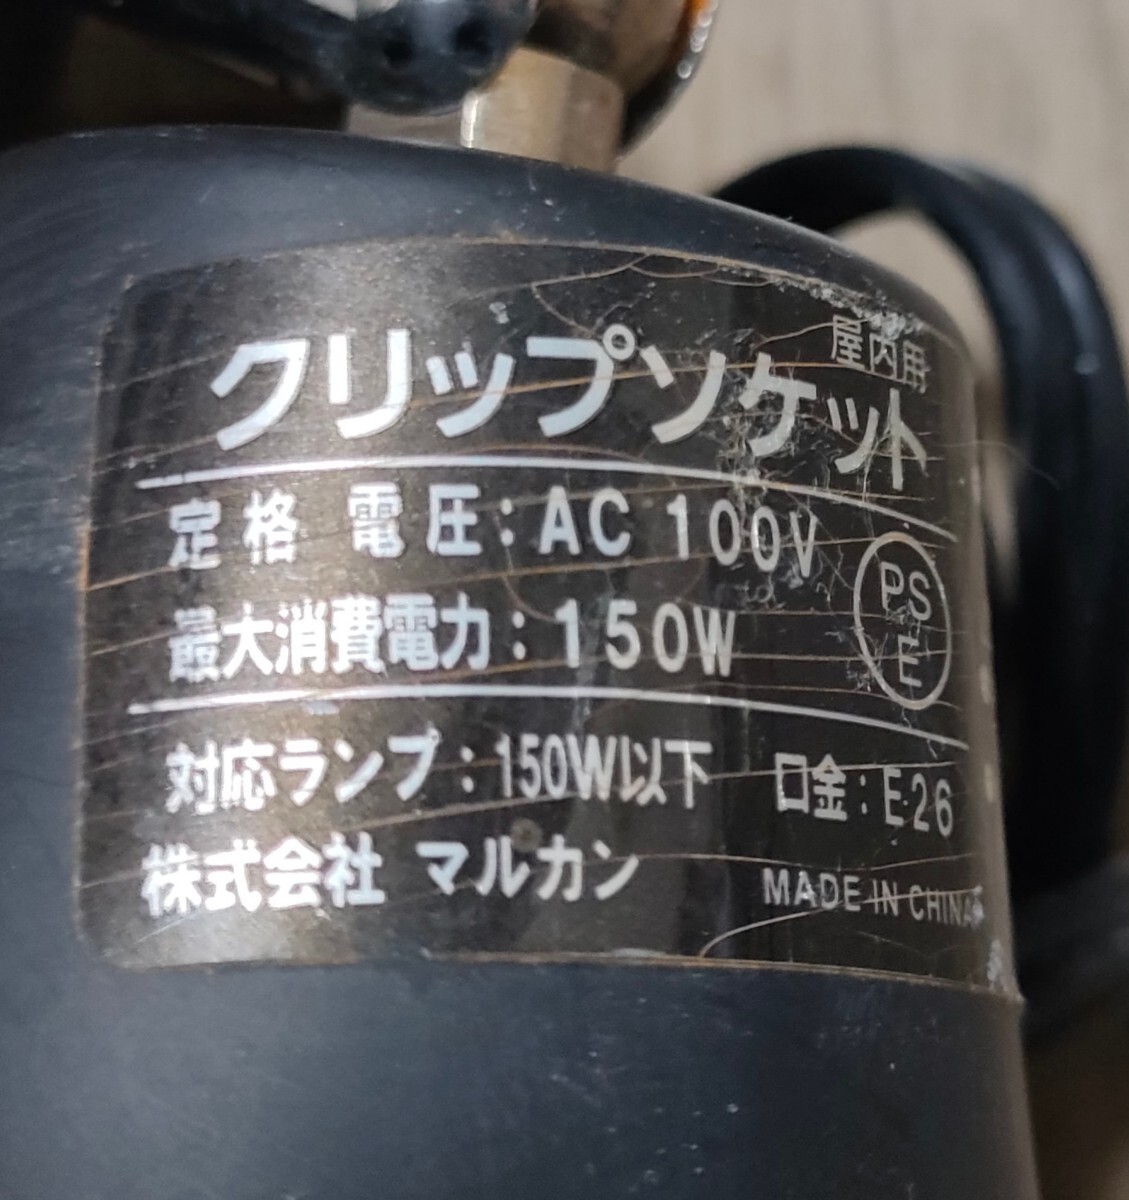 屋内用
クリップソケット
定格 電圧:AC 100V
最大消費電力:150W
PS
E
対応ランプ:150W以下 口金:E-26
株式会社 マルカン
MADE IN CHINA